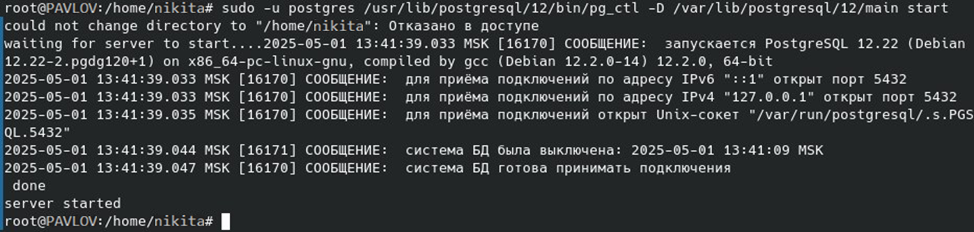 root@PAVLOV:/home/nikita# sudo -u postgres /usr/lib/postgresql/12/bin/pg_ctl -D /var/lib/postgresql/12/main start
could not change directory to "/home/nikita": Отказано в доступе
waiting for server to start....2025-05-01 13:41:39.033 MSK [16170] СООБЩЕНИЕ:  запускается PostgreSQL 12.22 (Debian
12.22-2.pgdg120+1) on x86_64-pc-linux-gnu, compiled by gcc (Debian 12.2.0-14) 12.2.0, 64-bit
2025-05-01 13:41:39.033 MSK [16170] СООБЩЕНИЕ:  для приёма подключений по адресу IPv6 "::1" открыт порт 5432
2025-05-01 13:41:39.033 MSK [16170] СООБЩЕНИЕ:  для приёма подключений по адресу IPv4 "127.0.0.1" открыт порт 5432
2025-05-01 13:41:39.035 MSK [16170] СООБЩЕНИЕ:  для приёма подключений открыт Unix-сокет "/var/run/postgresql/.s.PGS
QL.5432"
2025-05-01 13:41:39.044 MSK [16171] СООБЩЕНИЕ:  система БД была выключена: 2025-05-01 13:41:09 MSK
2025-05-01 13:41:39.047 MSK [16170] СООБЩЕНИЕ:  система БД готова принимать подключения
 done
server started
root@PAVLOV:/home/nikita#